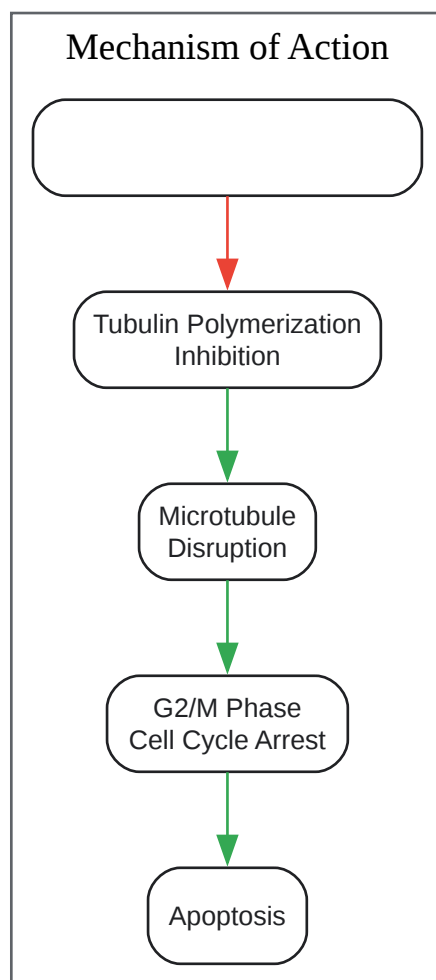 Mechanism of Action
Tubulin Polymerization
Inhibition
Microtubule
Disruption
G2/M Phase
Cell Cycle Arrest
Apoptosis